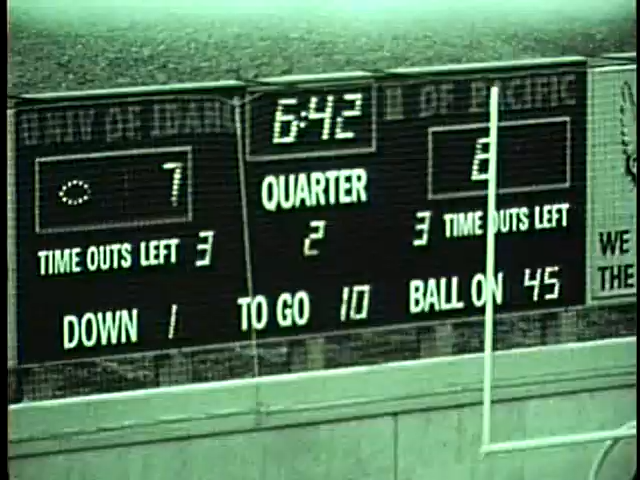 UNIV OF IDAHO 6:42 U OF PACIFIC
7 6
QUARTER
TIME OUTS LEFT 3 2 3 TIME OUTS LEFT
DOWN 1 TO GO 10 BALL ON 45
WE
THE